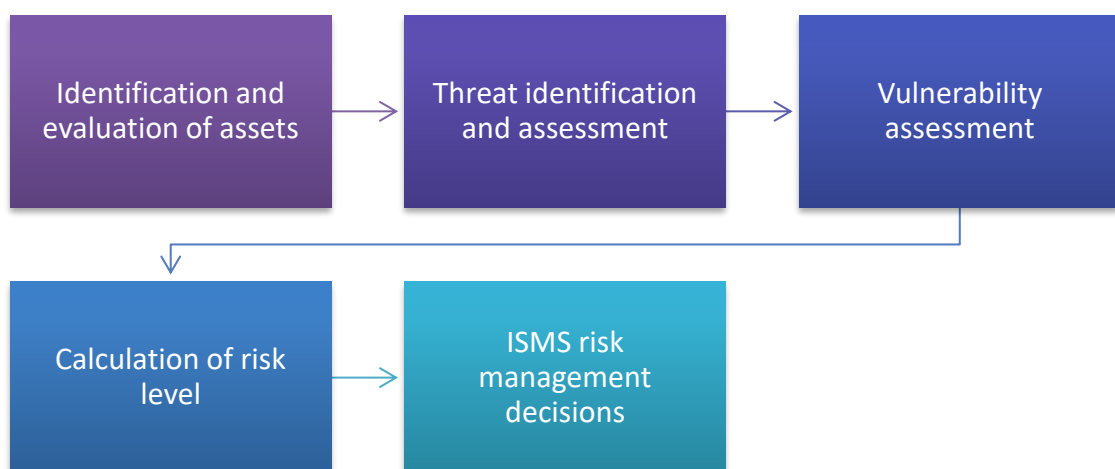 Identification and
evaluation of assets
Threat identification
and assessment
Vulnerability
assessment
Calculation of risk
level
ISMS risk
management
decisions